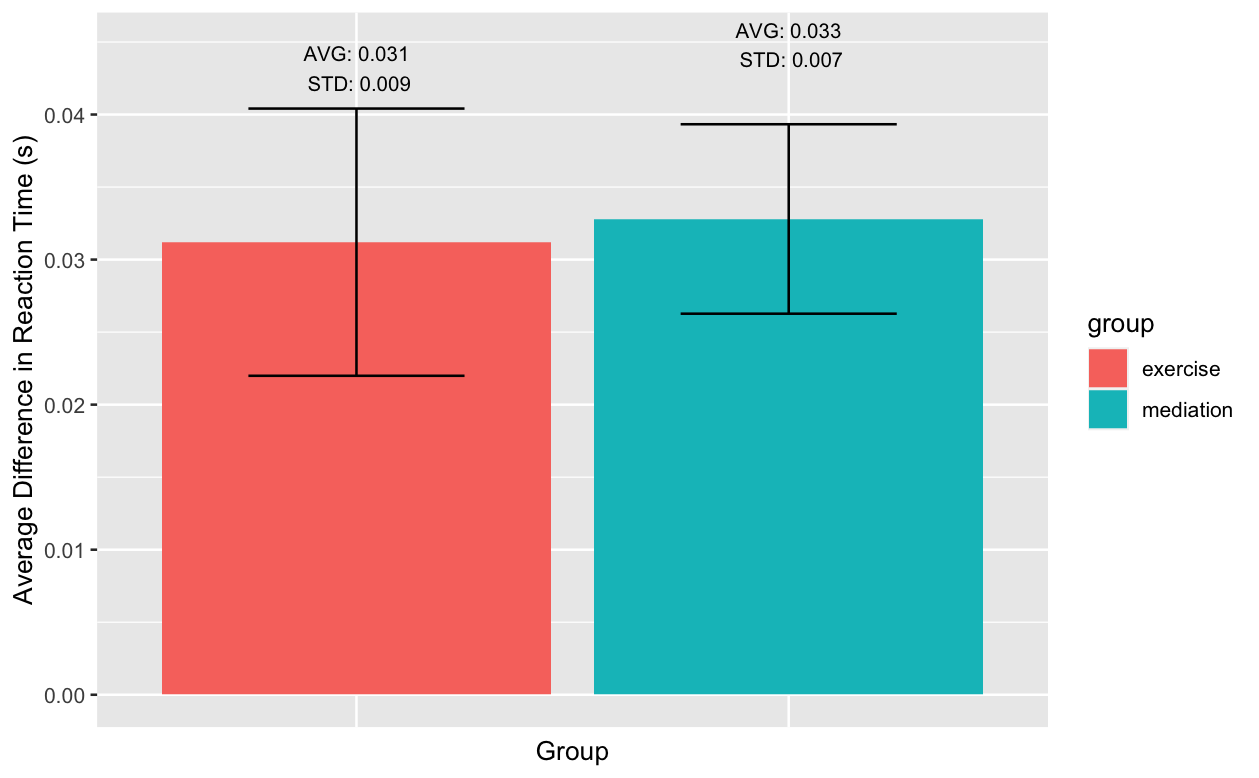 AVG: 0.031
STD: 0.009
AVG: 0.033
STD: 0.007
Average Difference in Reaction Time (s)
0.04
0.03
0.02
0.01
0.00
Group
group
exercise
mediation